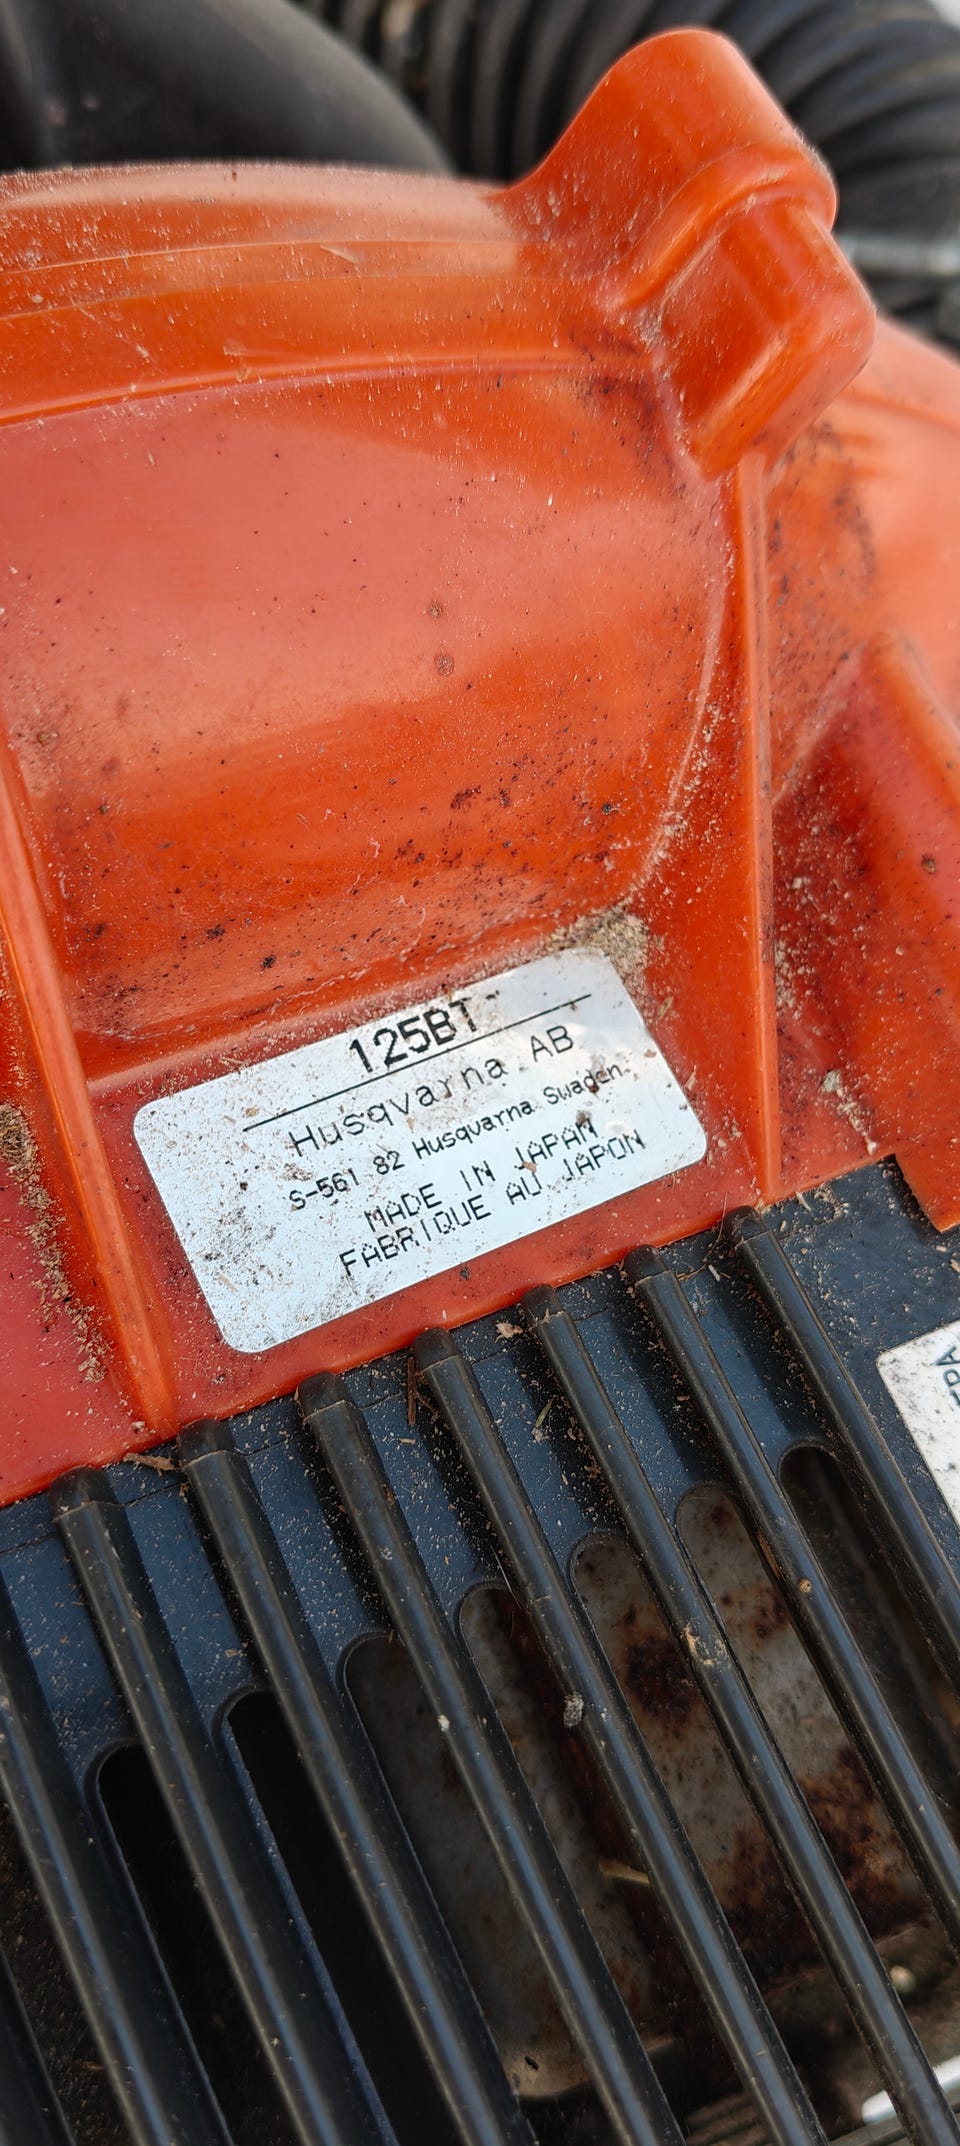 125BT
Husqvarna AB
S-561 82 Husqvarna Sweden
MADE IN JAPAN
FABRIQUE AU JAPON